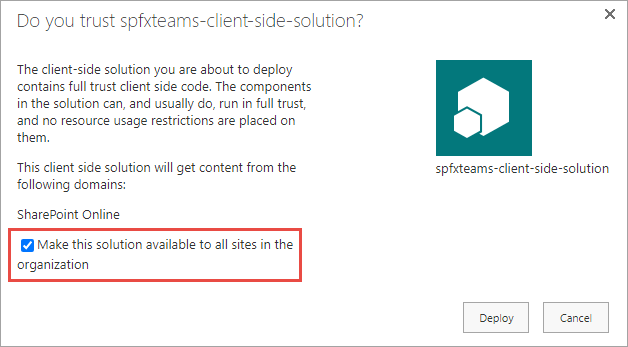 Do you trust spfxteams-client-side-solution?
The client-side solution you are about to deploy
contains full trust client side code. The components
in the solution can, and usually do, run in full trust,
and no resource usage restrictions are placed on
them.
This client side solution will get content from the
following domains:
SharePoint Online
Make this solution available to all sites in the
organization
spfxteams-client-side-solution
Deploy
Cancel